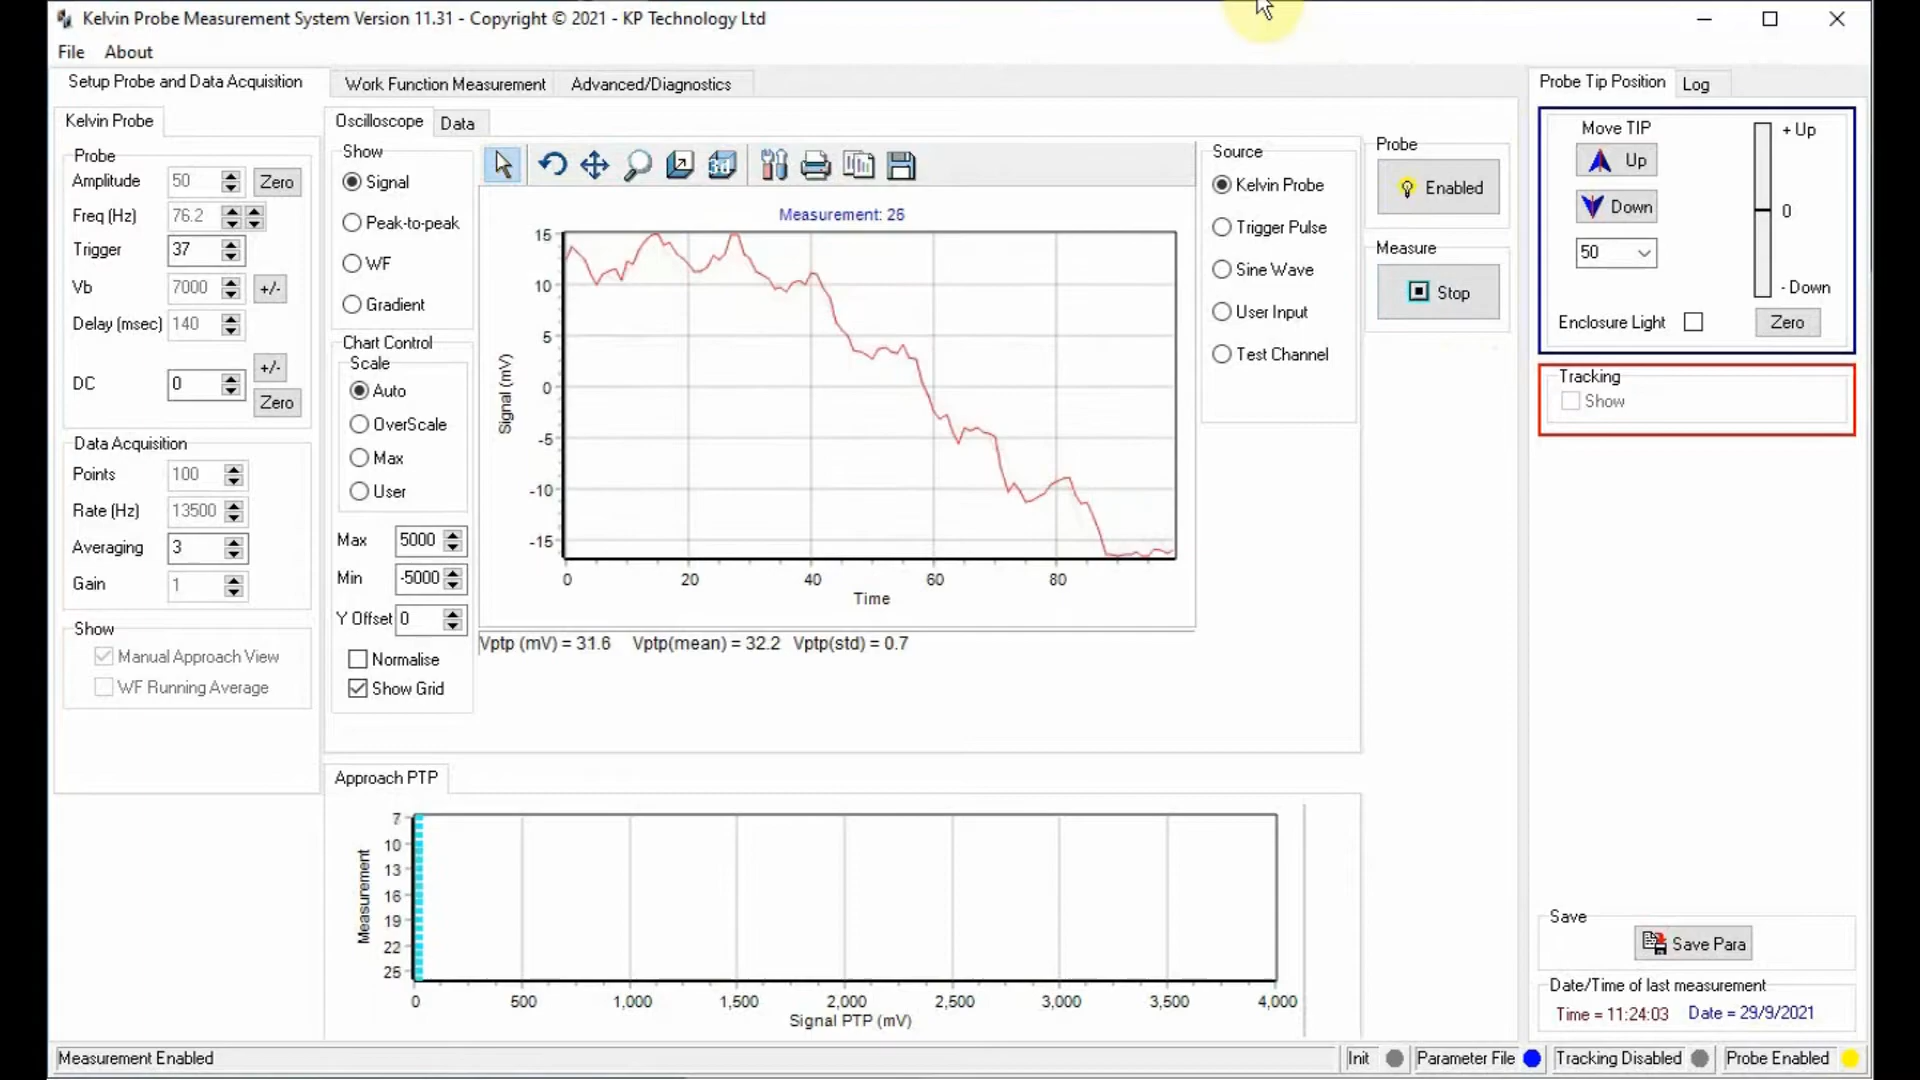 Kelvin Probe Measurement System Version 11.31 - Copyright © 2021 - KP Technology Ltd
File About
Setup Probe and Data Acquisition Work Function Measurement Advanced/Diagnostics
Kelvin Probe
Probe
Amplitude 50 Zero
Freq (Hz) 76.2
Trigger 37
Vb 7000 +/-
Delay (msec) 140
+/-
DC 0
Zero
Data Acquisition
Points 100
Rate (Hz) 13500
Averaging 3
Gain 1
Show
Manual Approach View
WF Running Average
Oscilloscope Data
Show
Signal
Peak-to-peak
WF
Gradient
Chart Control
Scale
Auto
OverScale
Max
User
Max 5000
Min -5000
Y Offset 0
Normalise
Show Grid
3d
Measurement: 26
Signal (mV)
15
10
5
0
-5
-10
-15
0 20 40 60 80
Time
Vptp (mV) = 31.6 Vptp(mean) = 32.2 Vptp(std) = 0.7
Source
Kelvin Probe
Trigger Pulse
Sine Wave
User Input
Test Channel
Probe
Enabled
Measure
Stop
Approach PTP
Measurement
7
10
13
16
19
22
25
0 500 1,000 1,500 2,000 2,500 3,000 3,500 4,000
Signal PTP (mV)
Probe Tip Position Log
Move TIP
Up
Down
50
+ Up
0
- Down
Enclosure Light Zero
Tracking
Show
Save
Save Para
Date/Time of last measurement
Time = 11:24:03 Date = 29/9/2021
Measurement Enabled Init Parameter File Tracking Disabled Probe Enabled